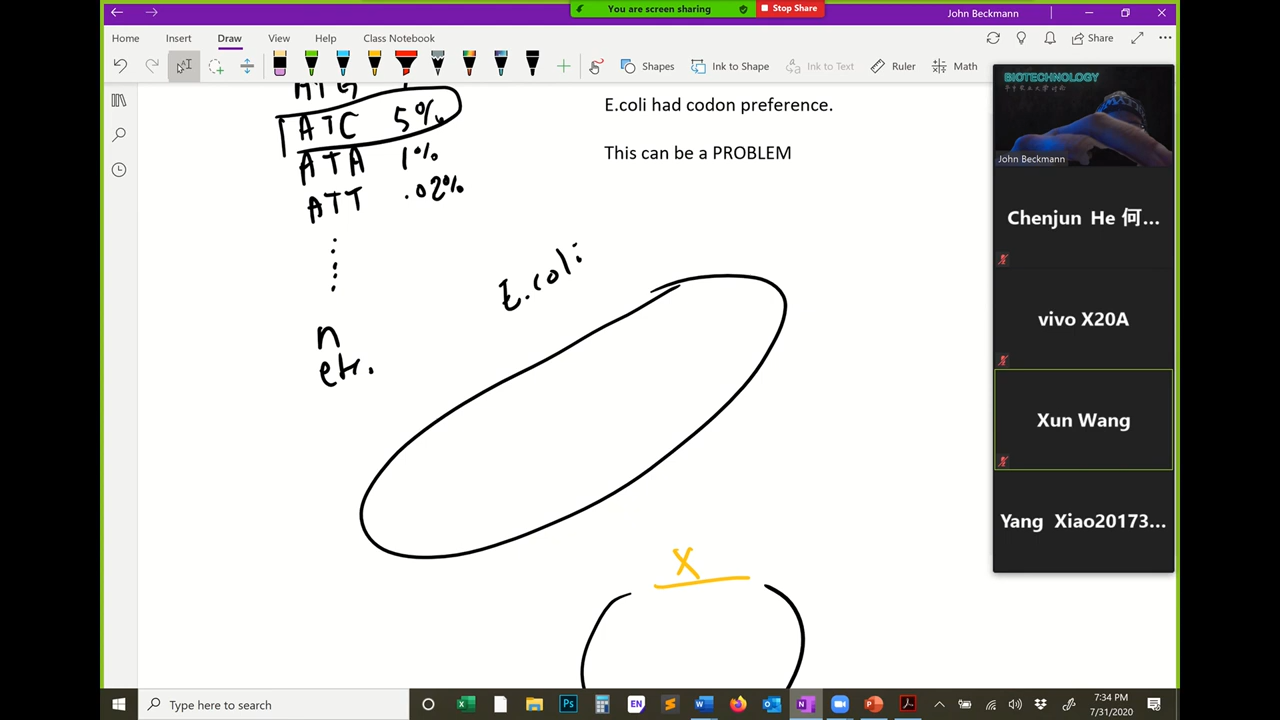 You are screen sharing
Stop Share
John Beckmann
Home Insert Draw View Help Class Notebook
Share
Shapes Ink to Shape Ink to Text Ruler Math
ATG
ATC 5%
ATA 1%
ATT .02%
n
etc.
E.coli had codon preference.
This can be a PROBLEM
E.coli
X
BIOTECHNOLOGY
John Beckmann
Chenjun He 何...
vivo X20A
Xun Wang
Yang Xiao20173...
Type here to search
EN
7:34 PM
7/31/2020